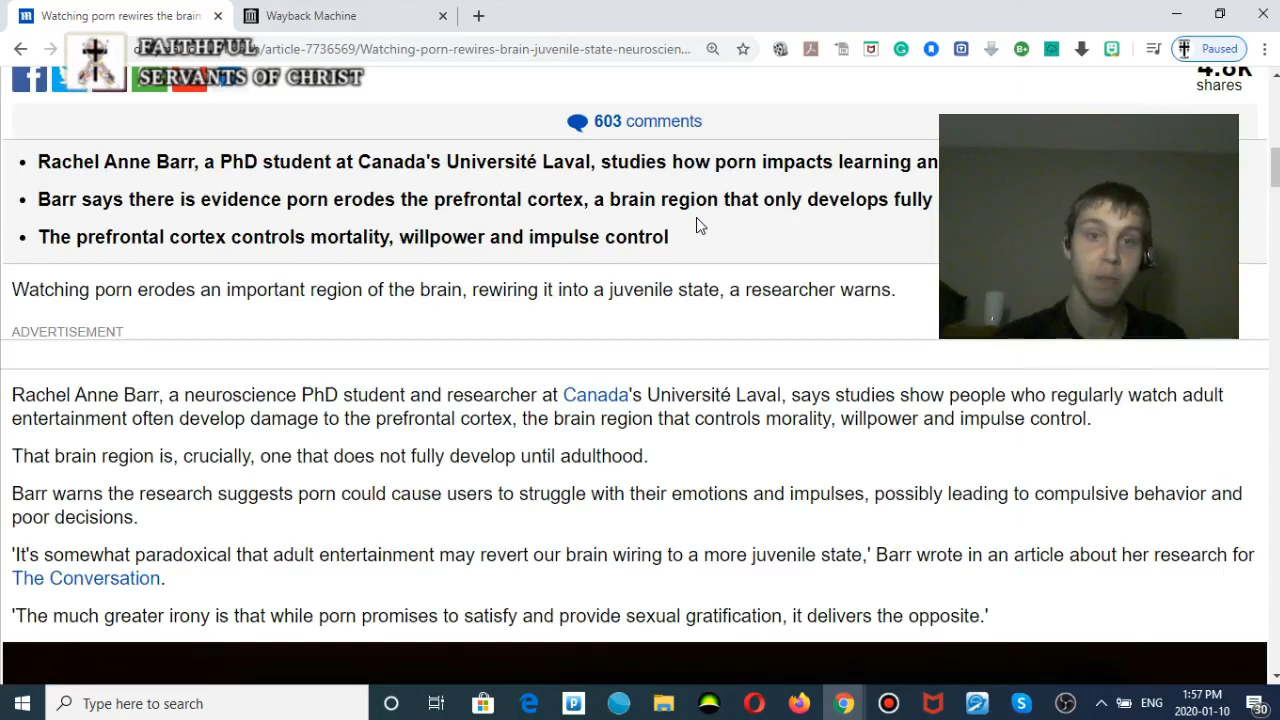 Watching porn rewires the brain
Wayback Machine
article-7736569/Watching-porn-rewires-brain-juvenile-state-neuroscien...
Paused
FAITHFUL
SERVANTS OF CHRIST
4.8K
shares
603 comments
Rachel Anne Barr, a PhD student at Canada's Université Laval, studies how porn impacts learning an
Barr says there is evidence porn erodes the prefrontal cortex, a brain region that only develops fully
The prefrontal cortex controls mortality, willpower and impulse control
Watching porn erodes an important region of the brain, rewiring it into a juvenile state, a researcher warns.
ADVERTISEMENT
Rachel Anne Barr, a neuroscience PhD student and researcher at Canada's Université Laval, says studies show people who regularly watch adult
entertainment often develop damage to the prefrontal cortex, the brain region that controls morality, willpower and impulse control.
That brain region is, crucially, one that does not fully develop until adulthood.
Barr warns the research suggests porn could cause users to struggle with their emotions and impulses, possibly leading to compulsive behavior and
poor decisions.
'It's somewhat paradoxical that adult entertainment may revert our brain wiring to a more juvenile state,' Barr wrote in an article about her research for
The Conversation.
'The much greater irony is that while porn promises to satisfy and provide sexual gratification, it delivers the opposite.'
Type here to search
ENG
1:57 PM
2020-01-10
30